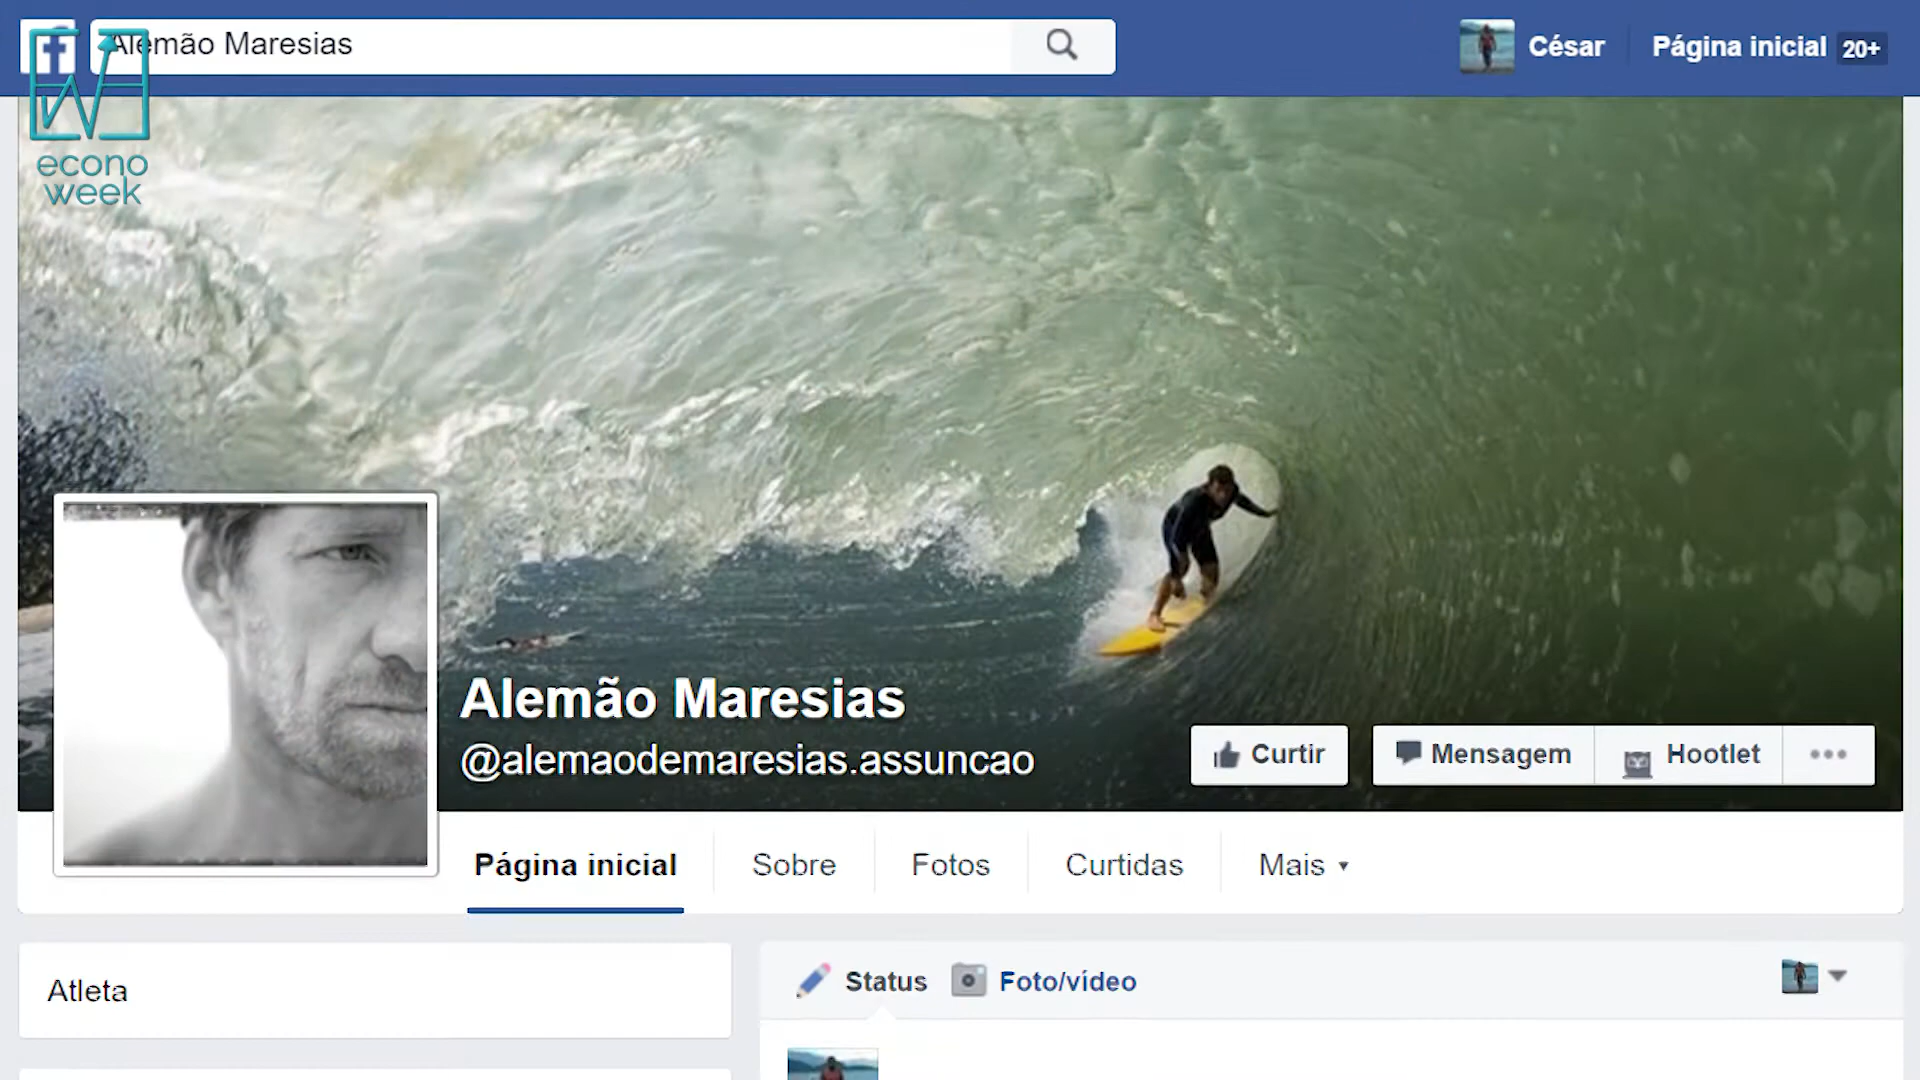 Alemão Maresias
César
Página inicial 20+
econo
week
Alemão Maresias
@alemaodemaresias.assuncao
Curtir
Mensagem
Hootlet
Página inicial
Sobre
Fotos
Curtidas
Mais
Atleta
Status
Foto/vídeo